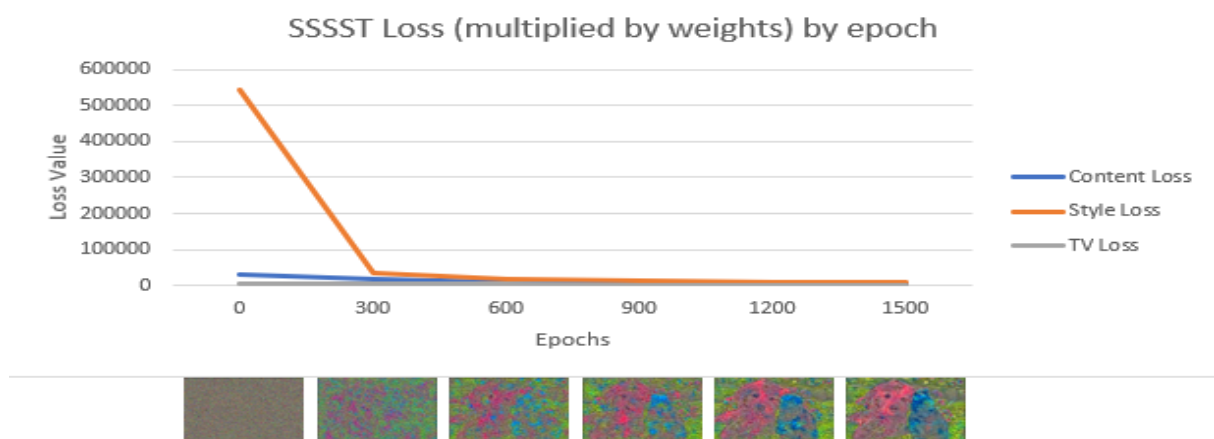 SSSST Loss (multiplied by weights) by epoch
600000
500000
400000
300000
200000
100000
0
Loss Value
0 300 600 900 1200 1500
Epochs
Content Loss
Style Loss
TV Loss